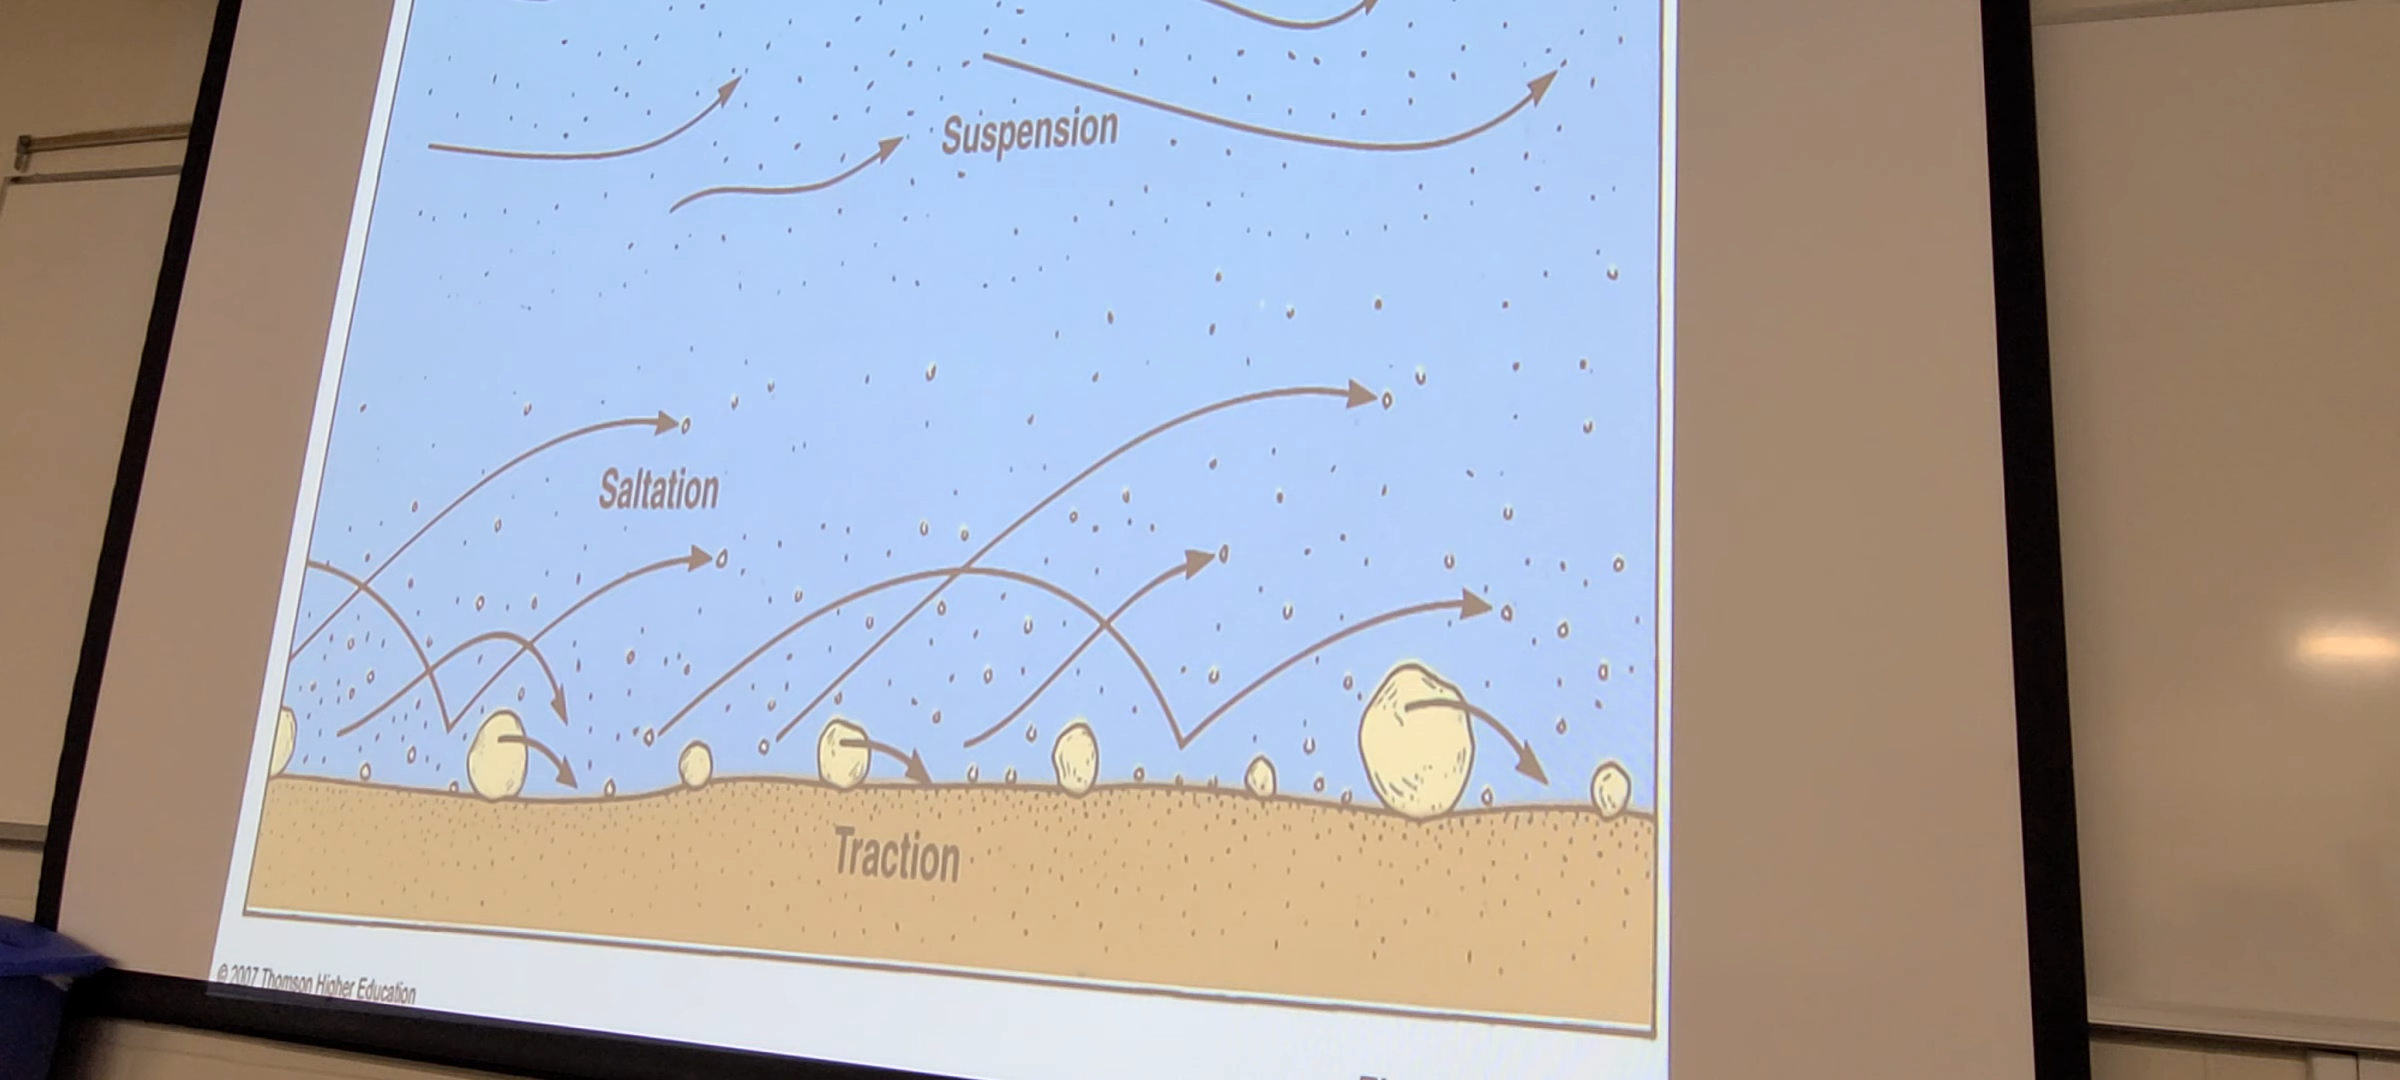 Suspension
Saltation
Traction
© 2007 Thomson Higher Education